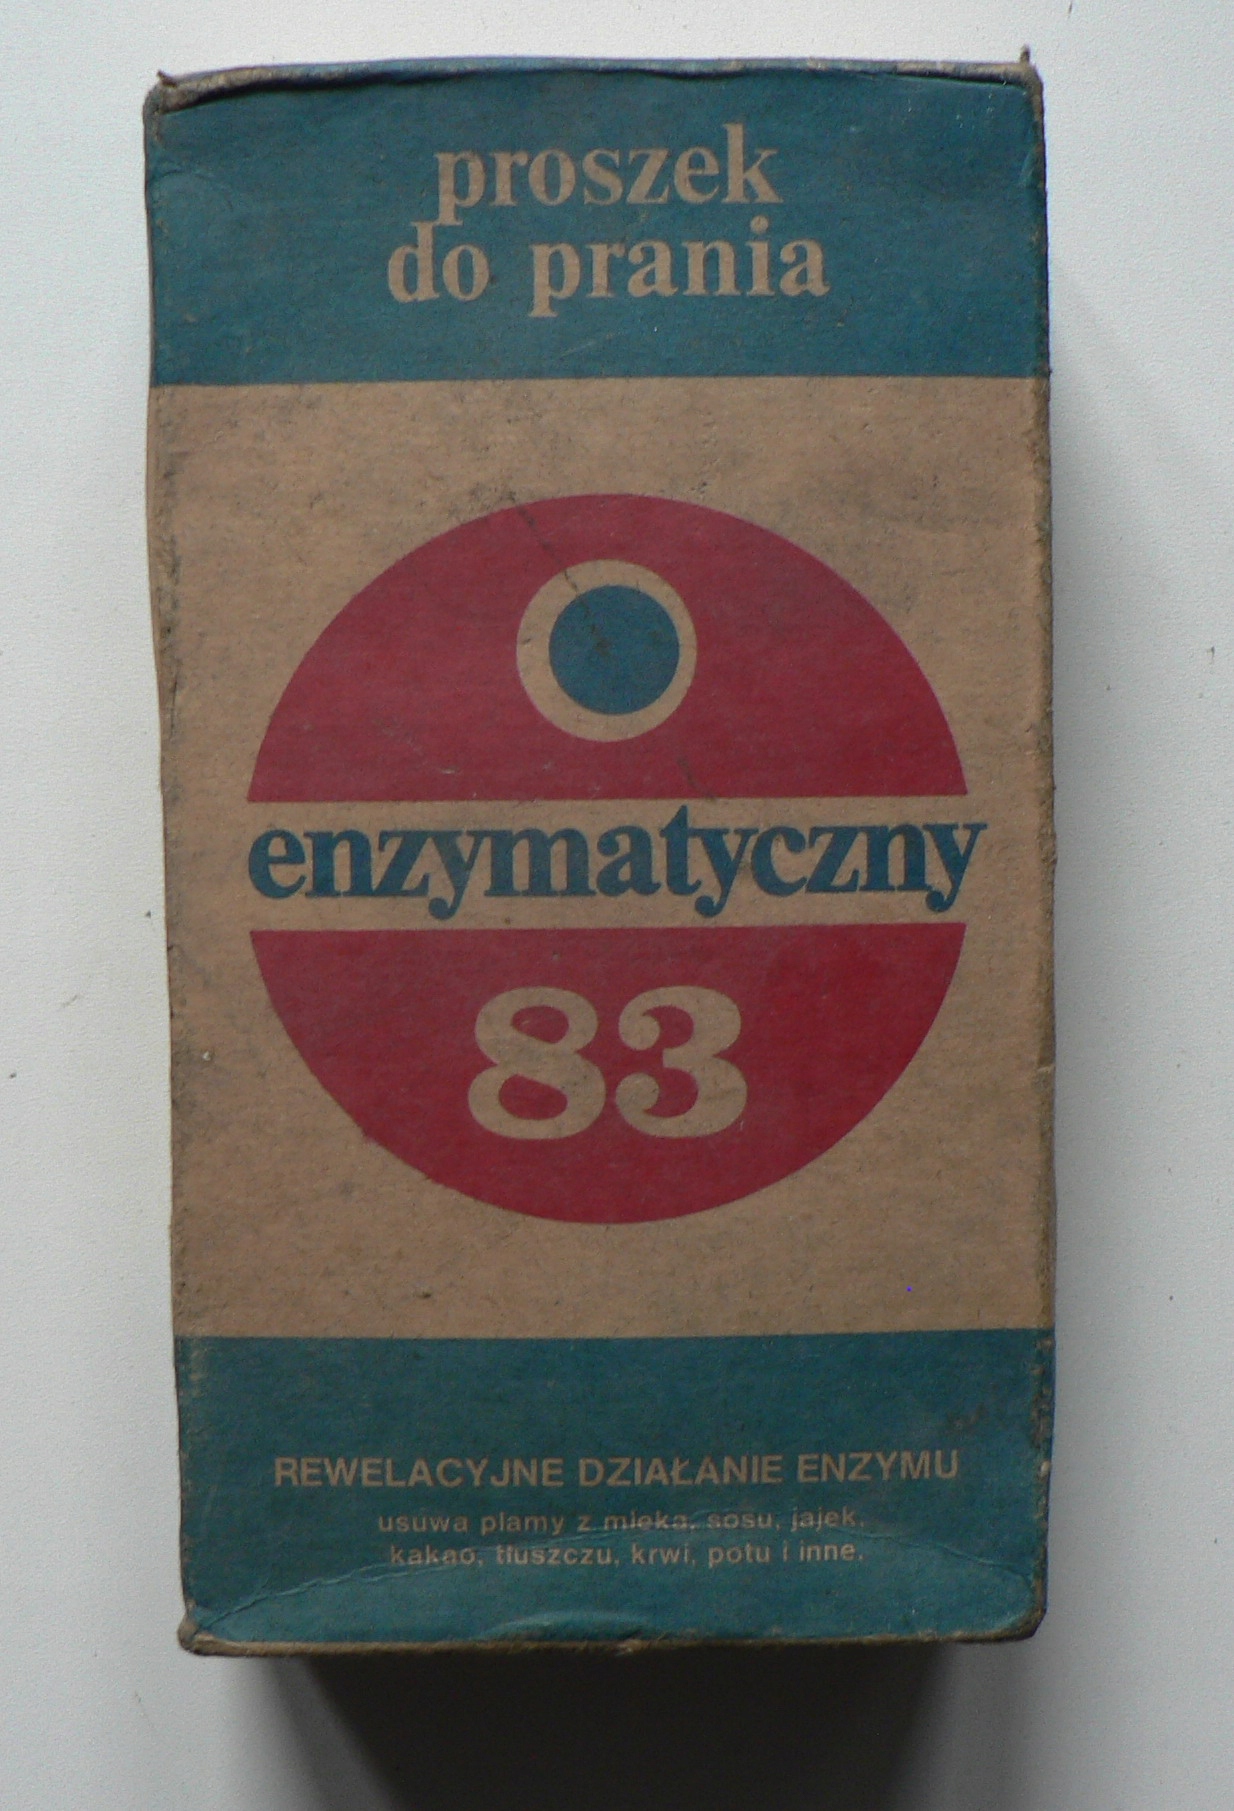 proszek
do prania
enzymatyczny
83
REWELACYJNE DZIAŁANIE ENZYMU
usuwa plamy z mleka, sosu, jajek,
kakao, tłuszczu, krwi, potu i inne.